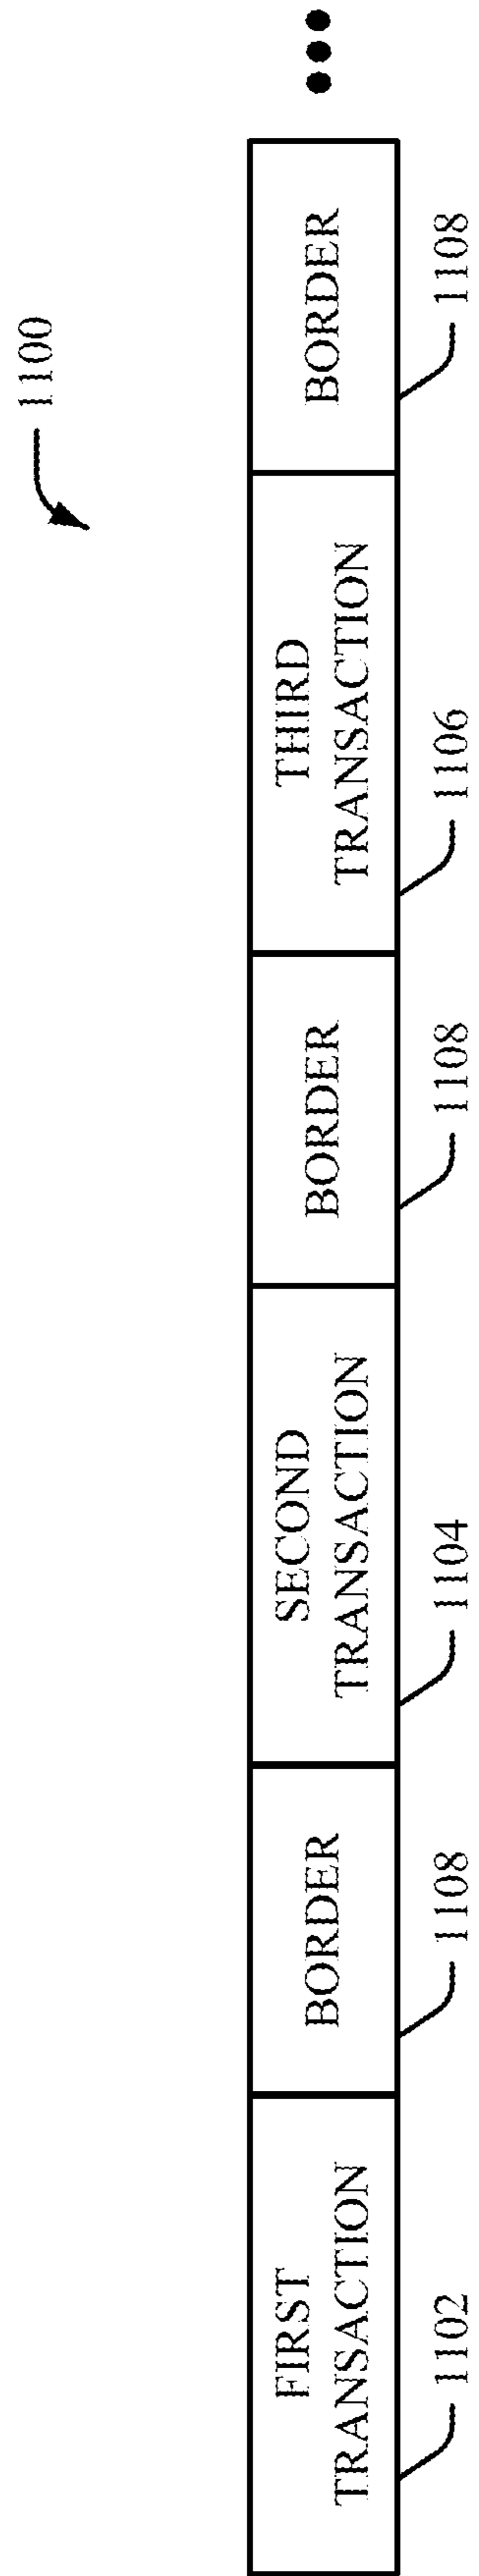 1100
FIRST
TRANSACTION
BORDER
SECOND
TRANSACTION
BORDER
THIRD
TRANSACTION
BORDER
1102
1108
1104
1108
1106
1108